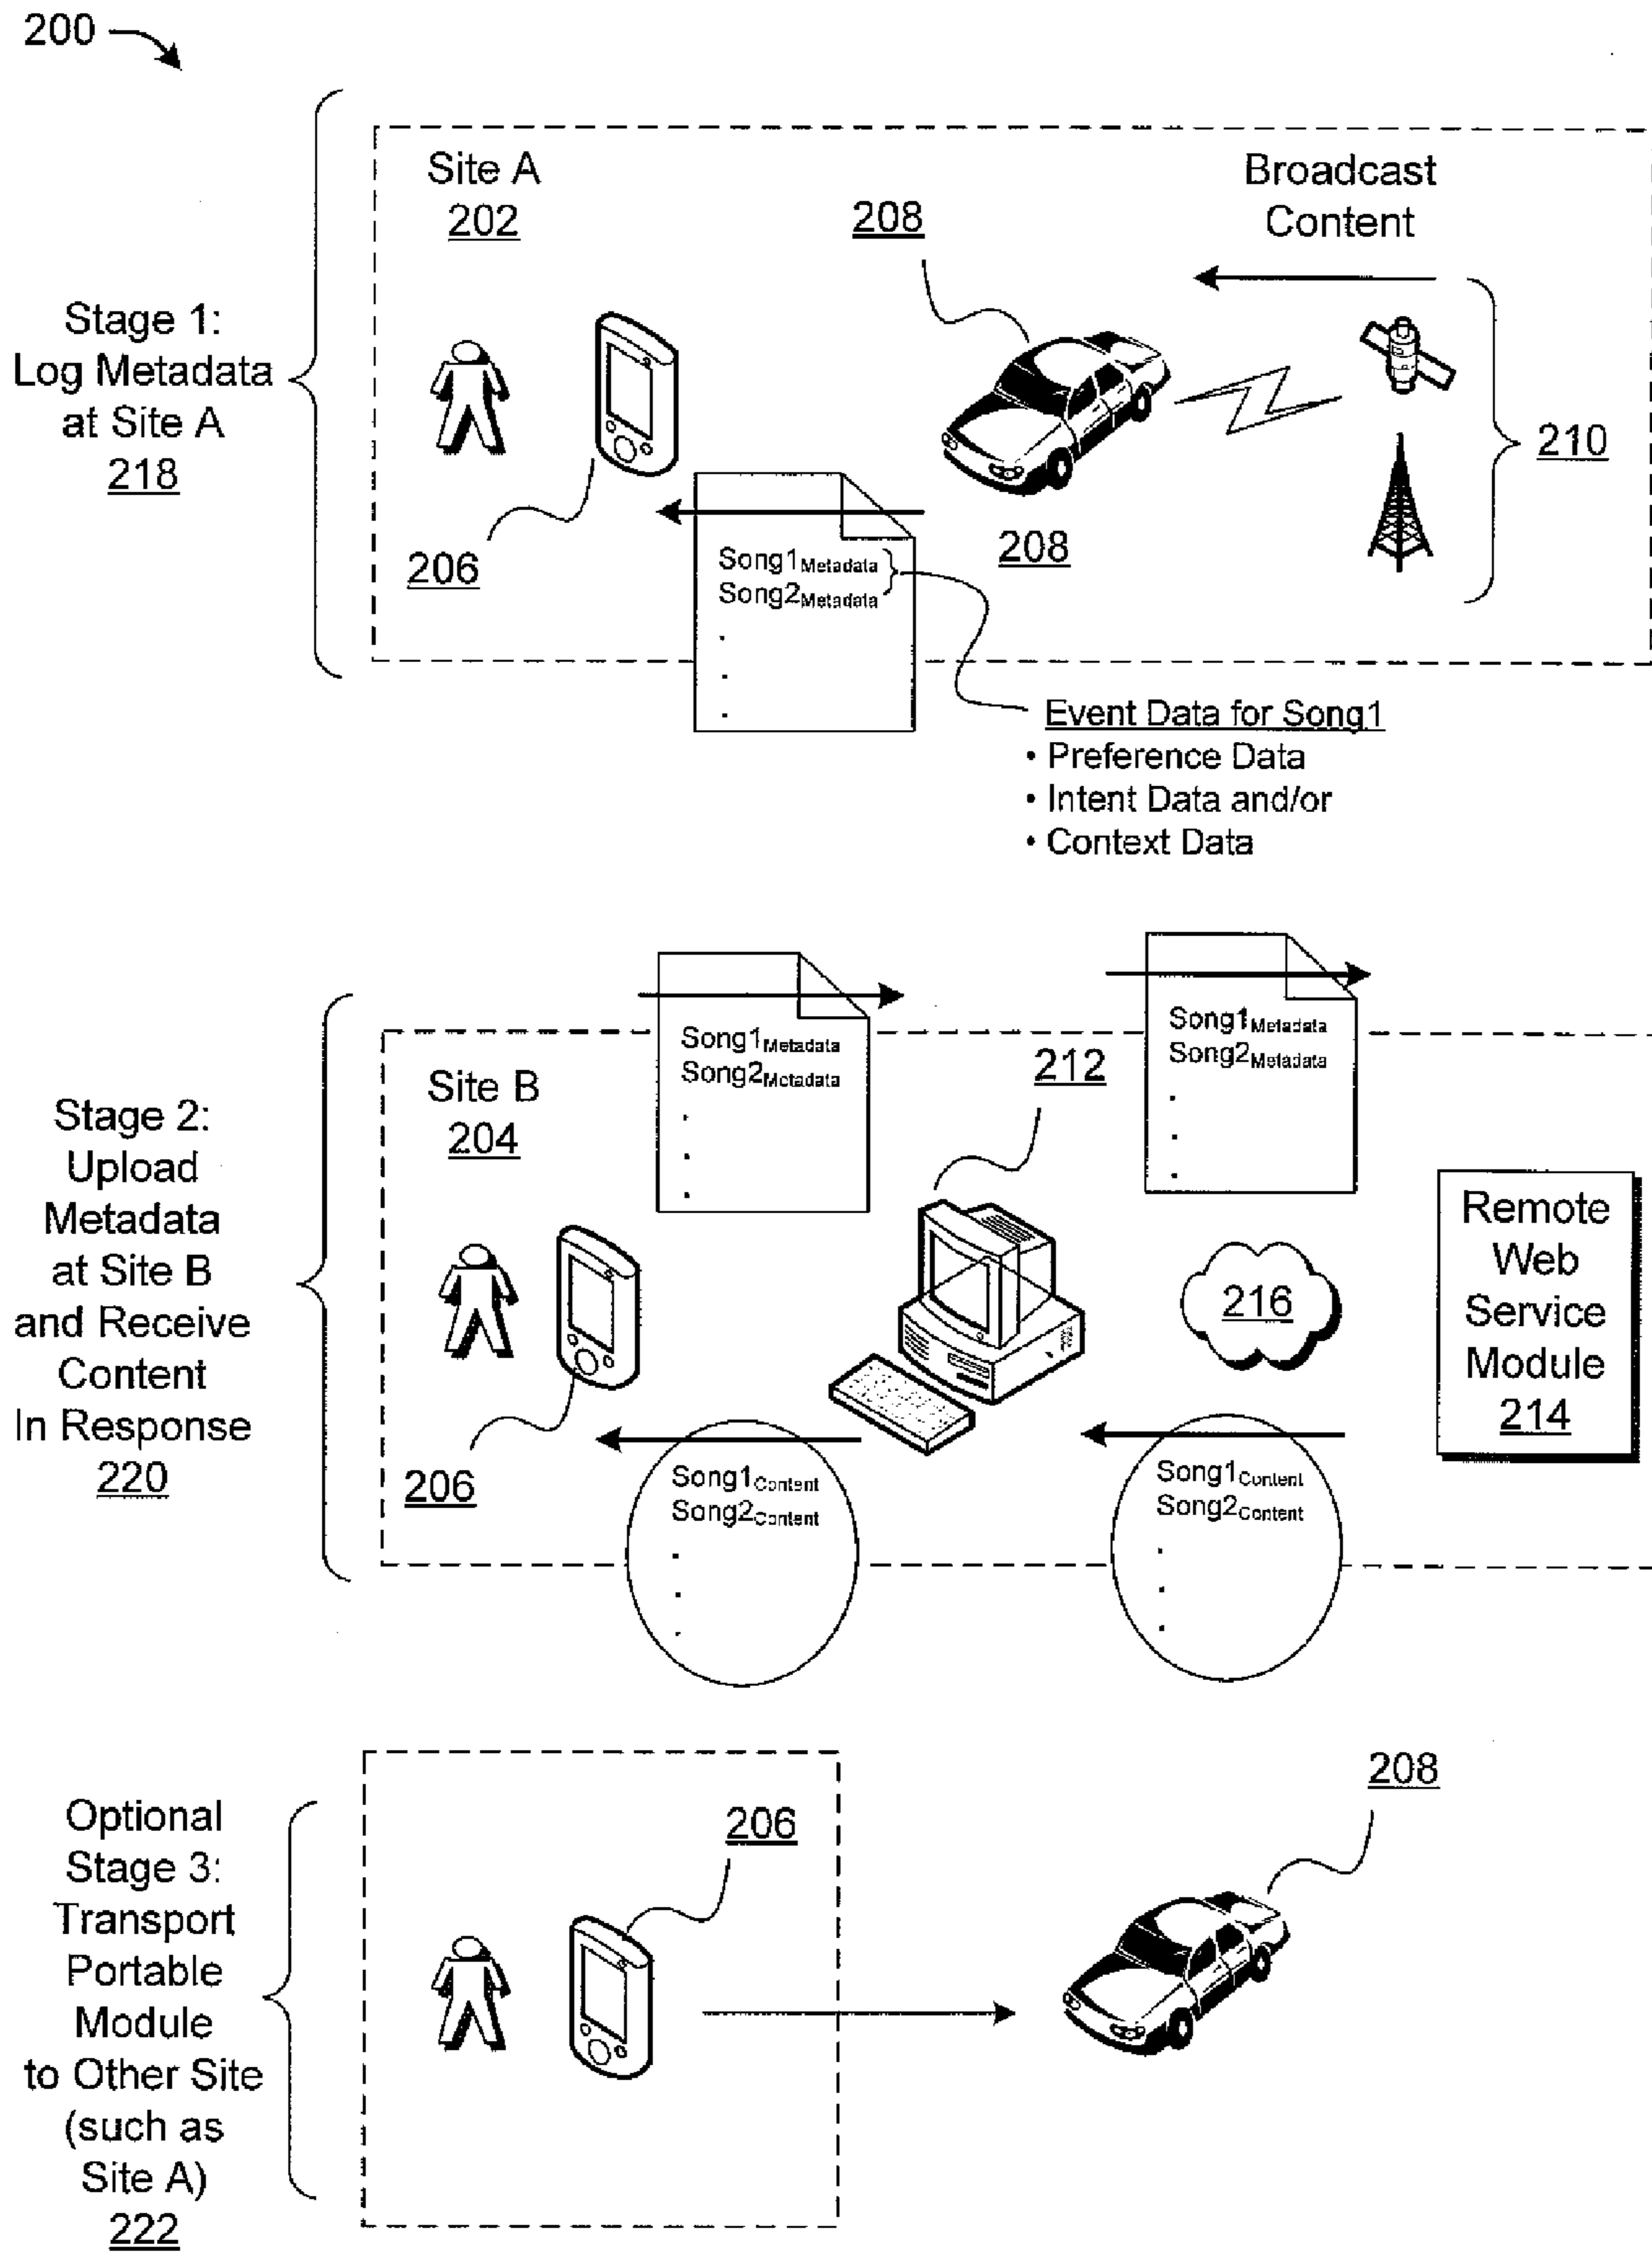 200
Site A
202
208
Broadcast
Content
Stage 1:
Log Metadata
at Site A
218
210
206
208
Song1Metadata
Song2Metadata
.
.
.
Event Data for Song1
• Preference Data
• Intent Data and/or
• Context Data
Stage 2:
Upload
Metadata
at Site B
and Receive
Content
In Response
220
Site B
204
Song1Metadata
Song2Metadata
.
.
.
212
Song1Metadata
Song2Metadata
.
.
.
216
Remote
Web
Service
Module
214
206
Song1Content
Song2Content
.
.
.
Song1Content
Song2Content
.
.
.
Optional
Stage 3:
Transport
Portable
Module
to Other Site
(such as
Site A)
222
206
208